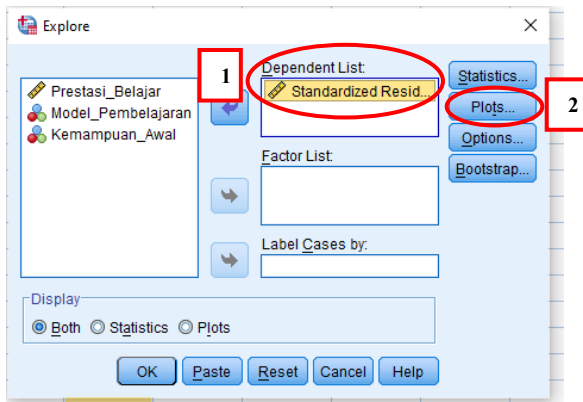 Explore
1
Dependent List:
Standardized Resid...
Prestasi_Belajar
Model_Pembelajaran
Kemampuan_Awal
Statistics...
Plots...
2
Options...
Bootstrap...
Factor List:
Label Cases by:
Display
Both Statistics Plots
OK Paste Reset Cancel Help